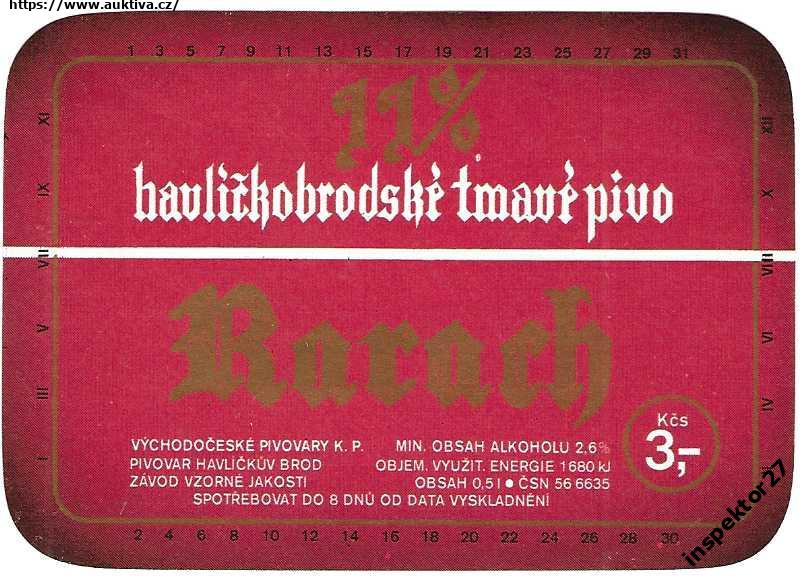 https://www.auktiva.cz/
1 3 5 7 9 11 13 15 17 19 21 23 25 27 29 31
11%
havlíčkobrodské tmavé pivo
XI
IX
VII
V
III
I
XII
X
VIII
VI
IV
Rarach
Kčs
3,-
VÝCHODOČESKÉ PIVOVARY K. P. MIN. OBSAH ALKOHOLU 2,6%
PIVOVAR HAVLÍČKŮV BROD OBJEM. VYUŽIT. ENERGIE 1680 kJ
ZÁVOD VZORNÉ JAKOSTI OBSAH 0,5 l ● ČSN 56 6635
SPOTŘEBOVAT DO 8 DNŮ OD DATA VYSKLADNĚNÍ
2 4 6 8 10 12 14 16 18 20 22 24 26 28 30
inspektor27